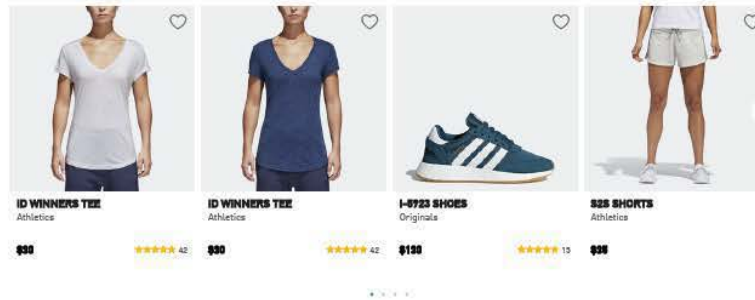 ID WINNERS TEE
Athletics
$30
42
ID WINNERS TEE
Athletics
$30
42
I-5923 SHOES
Originals
$130
15
S2S SHORTS
Athletics
$35